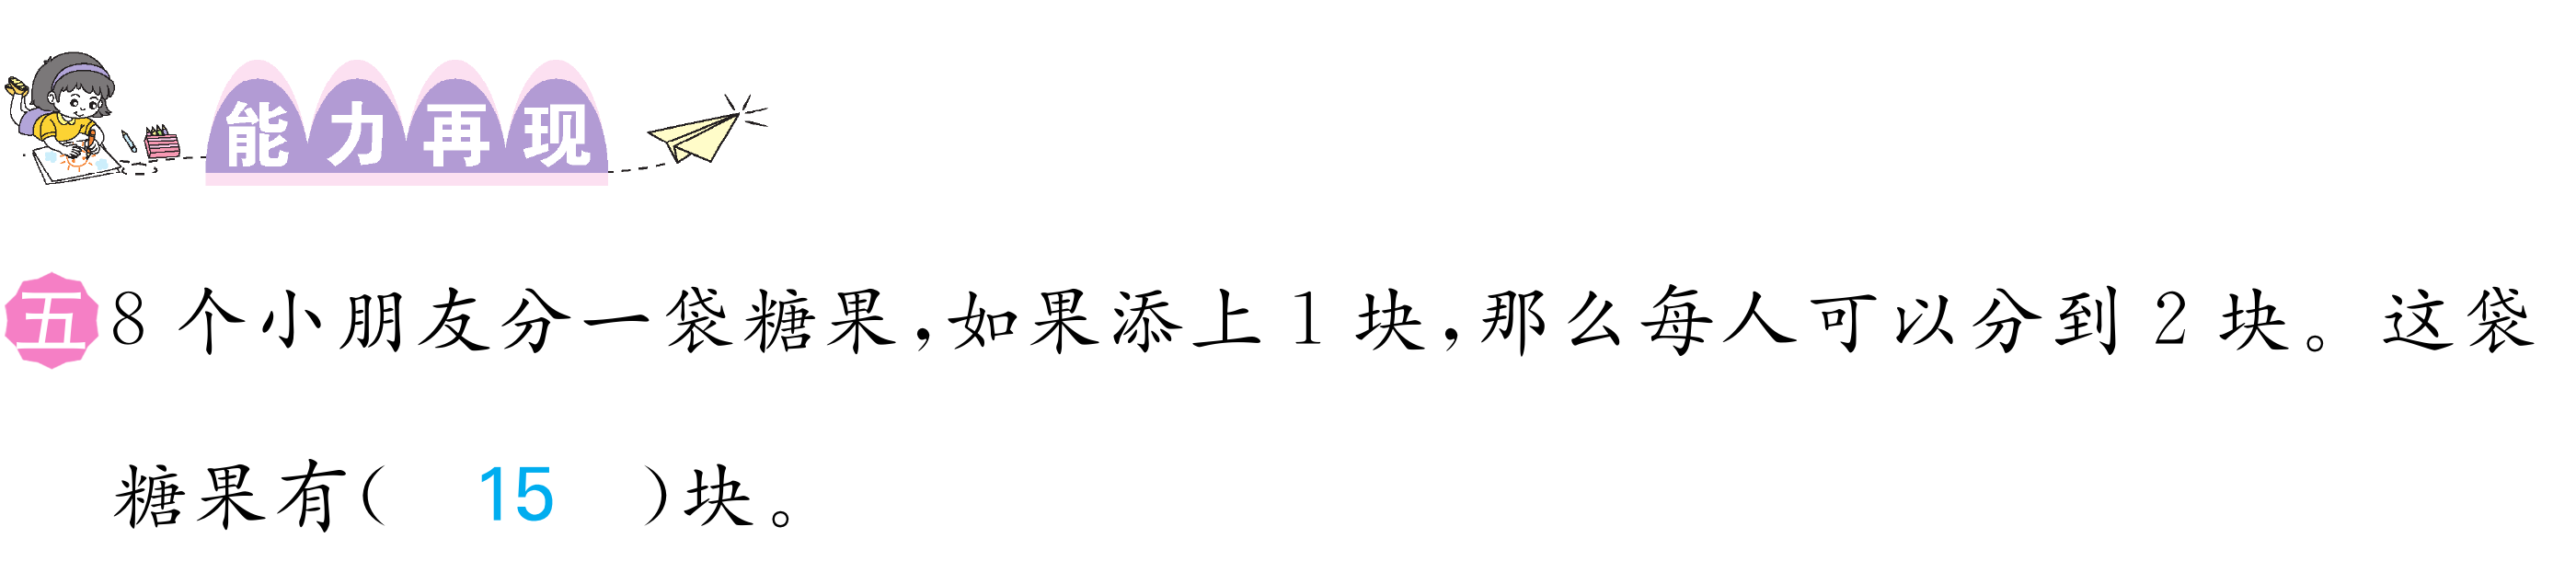 能力再现
五 8 个小朋友分一袋糖果,如果添上 1 块,那么每人可以分到 2 块。这袋
糖果有( 15 )块。